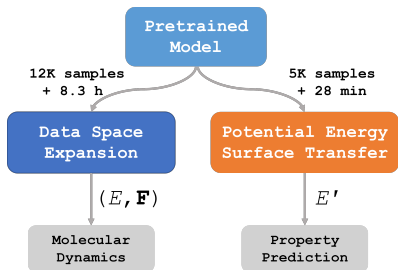 Pretrained
Model
12K samples
+ 8.3 h
5K samples
+ 28 min
Data Space
Expansion
Potential Energy
Surface Transfer
(E, F)
E'
Molecular
Dynamics
Property
Prediction